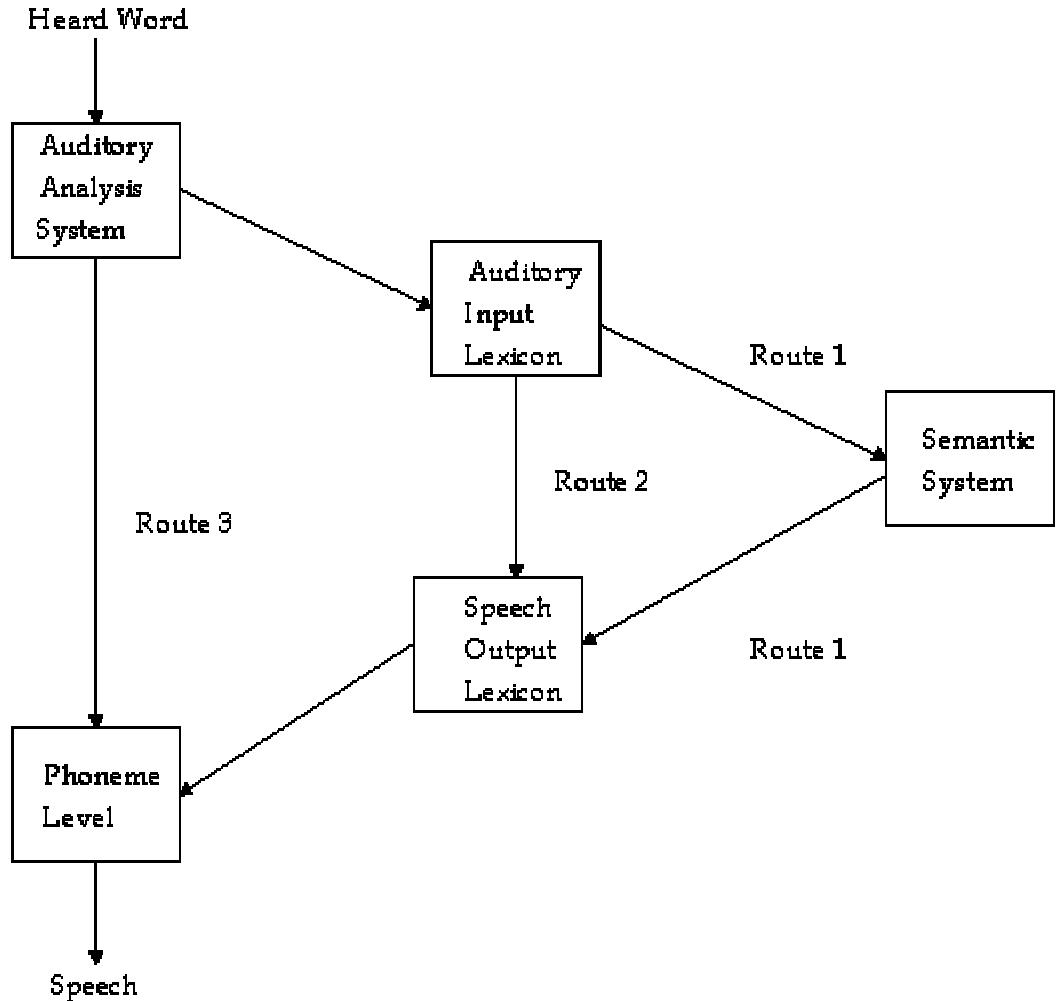 Heard Word
Auditory
Analysis
System
Auditory
Input
Lexicon
Route 1
Semantic
System
Route 2
Route 3
Speech
Output
Lexicon
Route 1
Phoneme
Level
Speech